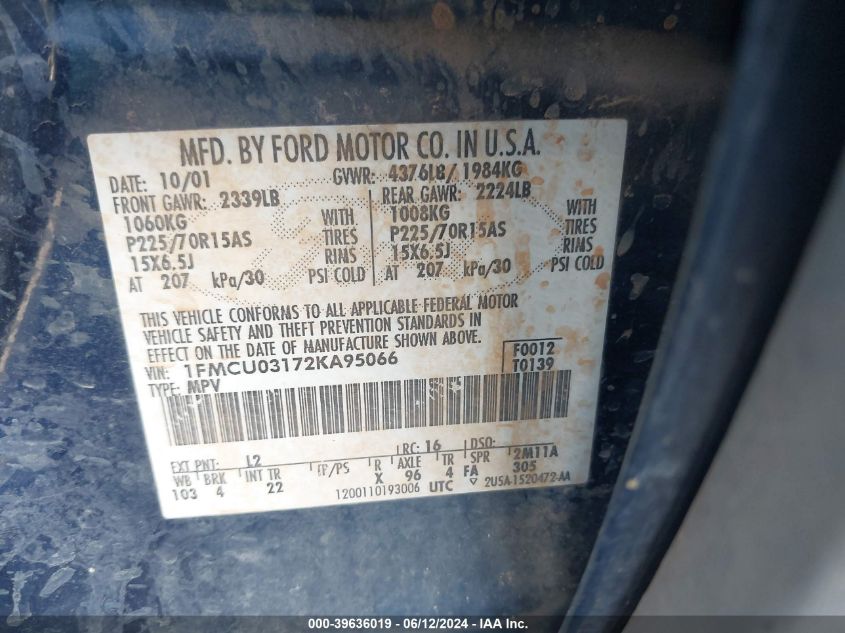 MFD. BY FORD MOTOR CO. IN U.S.A.
DATE: 10/01 GVWR: 4376LB/ 1984KG
FRONT GAWR: 2339LB REAR GAWR: 2224LB
1060KG WITH 1008KG WITH
P225/70R15AS TIRES P225/70R15AS TIRES
15X6.5J RIMS 15X6.5J RIMS
AT 207 kPa/30 PSI COLD AT 207 kPa/30 PSI COLD
THIS VEHICLE CONFORMS TO ALL APPLICABLE FEDERAL MOTOR
VEHICLE SAFETY AND THEFT PREVENTION STANDARDS IN
EFFECT ON THE DATE OF MANUFACTURE SHOWN ABOVE.
VIN: 1FMCU03172KA95066 F0012
TYPE: MPV T0139
EXT PNT: L2 RC: 16 DSO:
WB BRK INT TR TP/PS R AXLE TR SPR 2M11A
103 4 22 X 96 4 FA 305
1200110193006 UTC 2U5A-1520472-AA
000-39636019 - 06/12/2024 - IAA Inc.